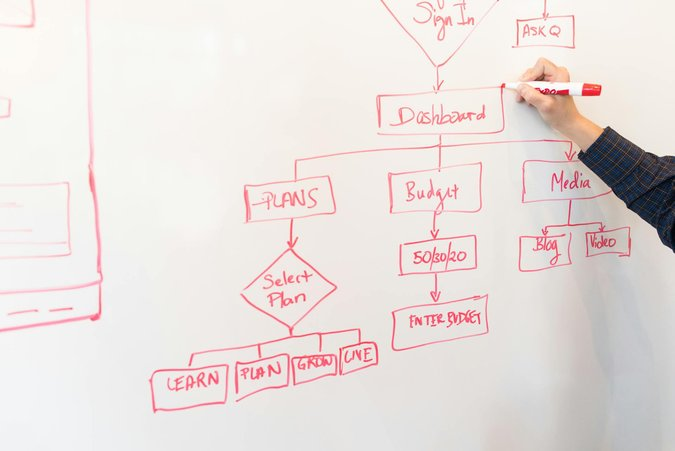 Sign In
ASK Q
Dashboard
PLANS
Budget
Media
Select
Plan
50/30/20
Blog
Video
ENTER BUDGET
LEARN
PLAN
GROW
LIVE
EXPO